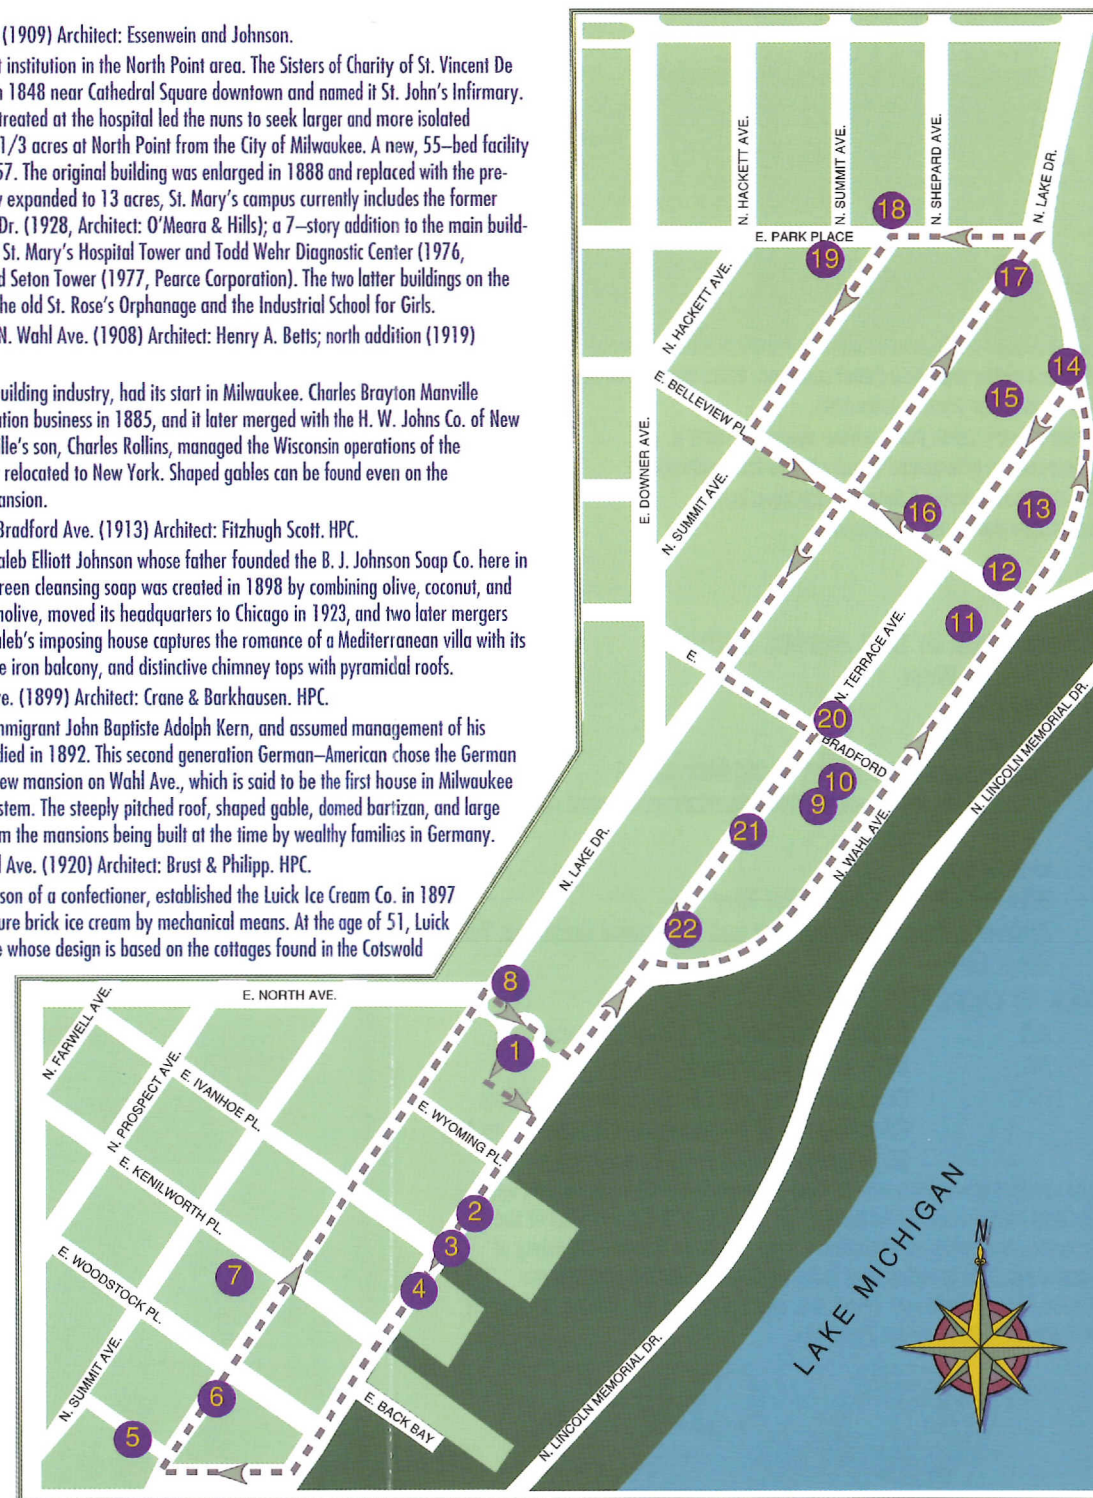 (1909) Architect: Essenwein and Johnson.
t institution in the North Point area. The Sisters of Charity of St. Vincent De
n 1848 near Cathedral Square downtown and named it St. John's Infirmary.
treated at the hospital led the nuns to seek larger and more isolated
1/3 acres at North Point from the City of Milwaukee. A new, 55–bed facility
57. The original building was enlarged in 1888 and replaced with the pre-
y expanded to 13 acres, St. Mary's campus currently includes the former
Dr. (1928, Architect: O'Meara & Hills); a 7–story addition to the main build-
St. Mary's Hospital Tower and Todd Wehr Diagnostic Center (1976,
d Seton Tower (1977, Pearce Corporation). The two latter buildings on the
he old St. Rose's Orphanage and the Industrial School for Girls.
N. Wahl Ave. (1908) Architect: Henry A. Betts; north addition (1919)
uilding industry, had its start in Milwaukee. Charles Brayton Manville
ation business in 1885, and it later merged with the H. W. Johns Co. of New
ille's son, Charles Rollins, managed the Wisconsin operations of the
relocated to New York. Shaped gables can be found even on the
ansion.
Bradford Ave. (1913) Architect: Fitzhugh Scott. HPC.
aleb Elliott Johnson whose father founded the B. J. Johnson Soap Co. here in
reen cleansing soap was created in 1898 by combining olive, coconut, and
molive, moved its headquarters to Chicago in 1923, and two later mergers
aleb's imposing house captures the romance of a Mediterranean villa with its
e iron balcony, and distinctive chimney tops with pyramidal roofs.
ve. (1899) Architect: Crane & Barkhausen. HPC.
mmigrant John Baptiste Adolph Kern, and assumed management of his
died in 1892. This second generation German–American chose the German
ew mansion on Wahl Ave., which is said to be the first house in Milwaukee
stem. The steeply pitched roof, shaped gable, domed bartizan, and large
m the mansions being built at the time by wealthy families in Germany.
l Ave. (1920) Architect: Brust & Philipp. HPC.
son of a confectioner, established the Luick Ice Cream Co. in 1897
ture brick ice cream by mechanical means. At the age of 51, Luick
e whose design is based on the cottages found in the Cotswold
N. HACKETT AVE.
N. SUMMIT AVE.
N. SHEPARD AVE.
N. LAKE DR.
18
E. PARK PLACE
19
17
N. HACKETT AVE.
14
E. BELLEVIEW PL.
15
E. DOWNER AVE.
N. SUMMIT AVE.
16
13
12
11
E.
BRADFORD
N. TERRACE AVE.
20
10
9
21
N. WAHL AVE.
N. LINCOLN MEMORIAL DR.
N. LAKE DR.
22
8
E. NORTH AVE.
N. FARWELL AVE.
1
N. PROSPECT AVE.
E. IVANHOE PL.
E. WYOMING PL.
E. KENILWORTH PL.
2
3
4
7
E. WOODSTOCK PL.
N. SUMMIT AVE.
6
5
E. BACK BAY
N. LINCOLN MEMORIAL DR.
LAKE MICHIGAN
N